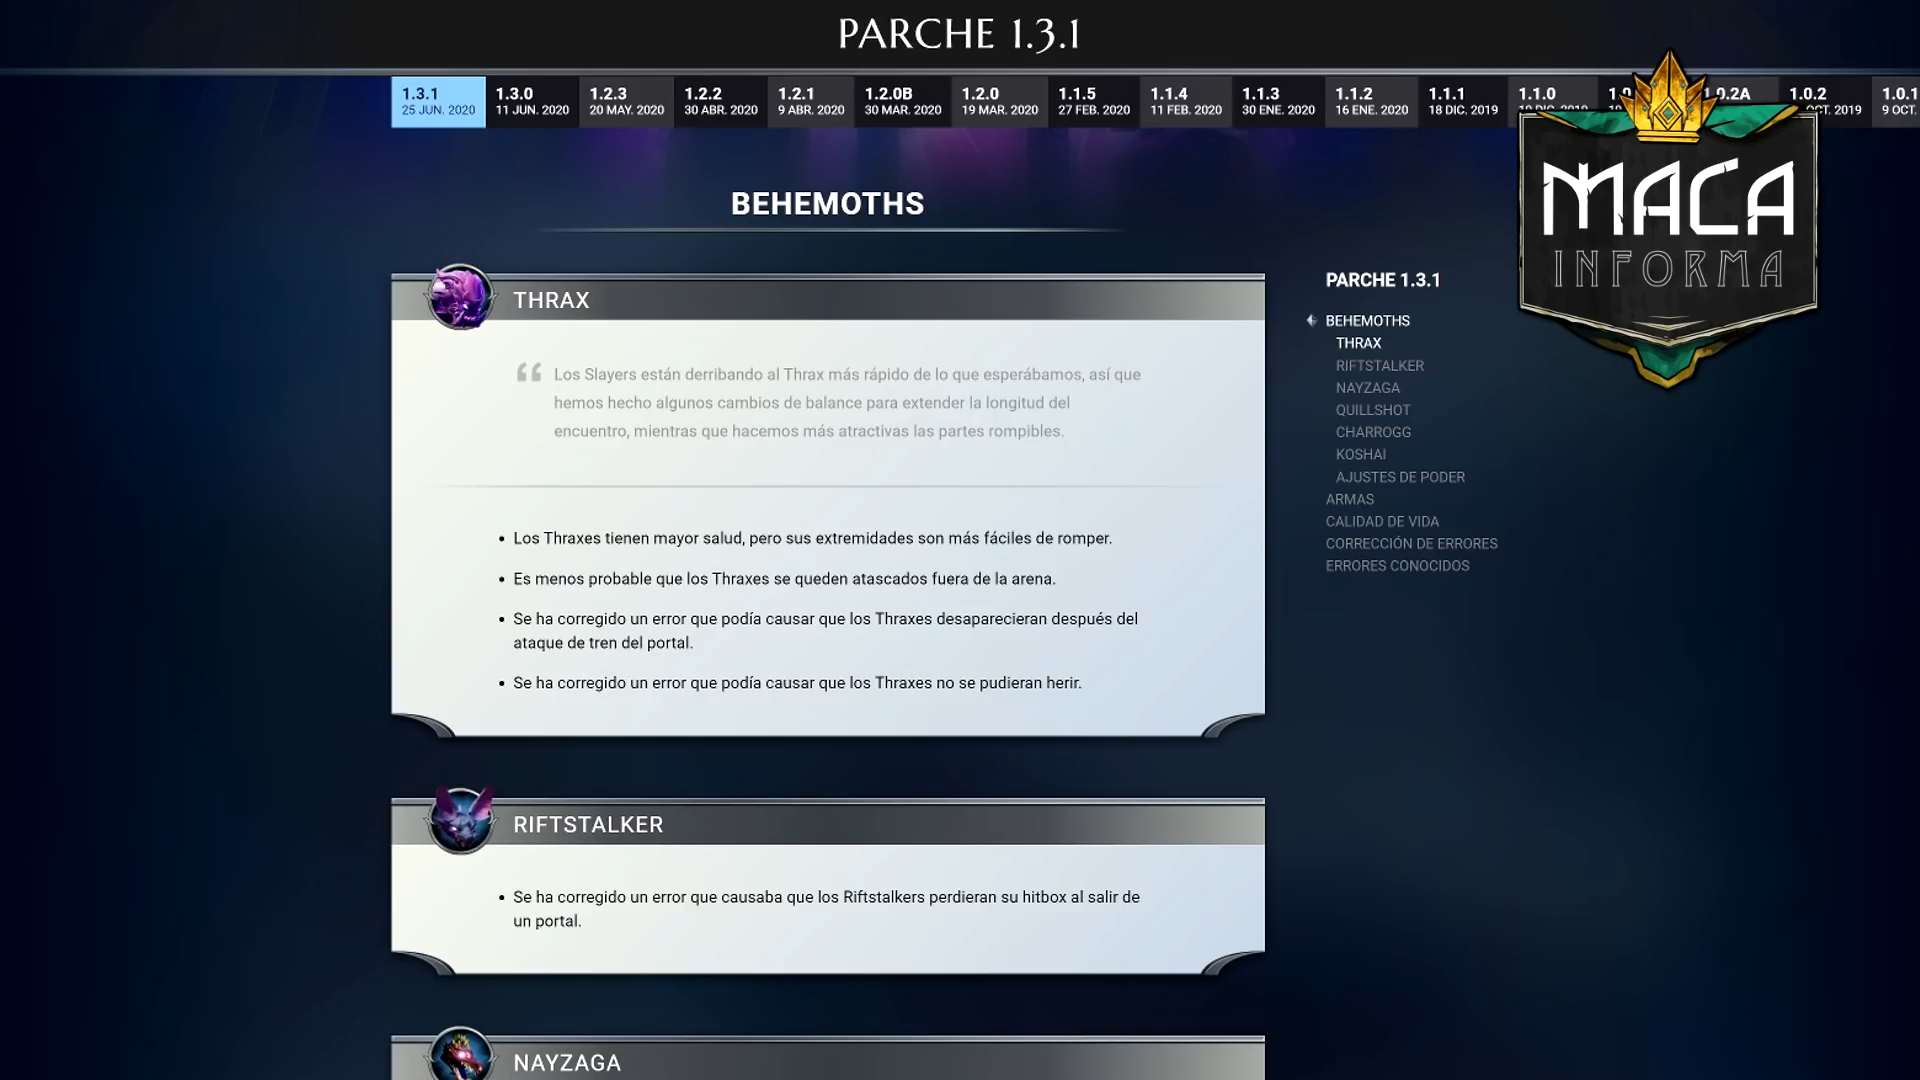 PARCHE 1.3.1
1.3.1
25 JUN. 2020
1.3.0
11 JUN. 2020
1.2.3
20 MAY. 2020
1.2.2
30 ABR. 2020
1.2.1
9 ABR. 2020
1.2.0B
30 MAR. 2020
1.2.0
19 MAR. 2020
1.1.5
27 FEB. 2020
1.1.4
11 FEB. 2020
1.1.3
30 ENE. 2020
1.1.2
16 ENE. 2020
1.1.1
18 DIC. 2019
1.1.0
1.0.2
1.0.1
9 OCT.
MACA
INFORMA
BEHEMOTHS
THRAX
Los Slayers están derribando al Thrax más rápido de lo que esperábamos, así que
hemos hecho algunos cambios de balance para extender la longitud del
encuentro, mientras que hacemos más atractivas las partes rompibles.
• Los Thraxes tienen mayor salud, pero sus extremidades son más fáciles de romper.
• Es menos probable que los Thraxes se queden atascados fuera de la arena.
• Se ha corregido un error que podía causar que los Thraxes desaparecieran después del
ataque de tren del portal.
• Se ha corregido un error que podía causar que los Thraxes no se pudieran herir.
RIFTSTALKER
• Se ha corregido un error que causaba que los Riftstalkers perdieran su hitbox al salir de
un portal.
NAYZAGA
PARCHE 1.3.1
BEHEMOTHS
THRAX
RIFTSTALKER
NAYZAGA
QUILLSHOT
CHARROGG
KOSHAI
AJUSTES DE PODER
ARMAS
CALIDAD DE VIDA
CORRECCIÓN DE ERRORES
ERRORES CONOCIDOS